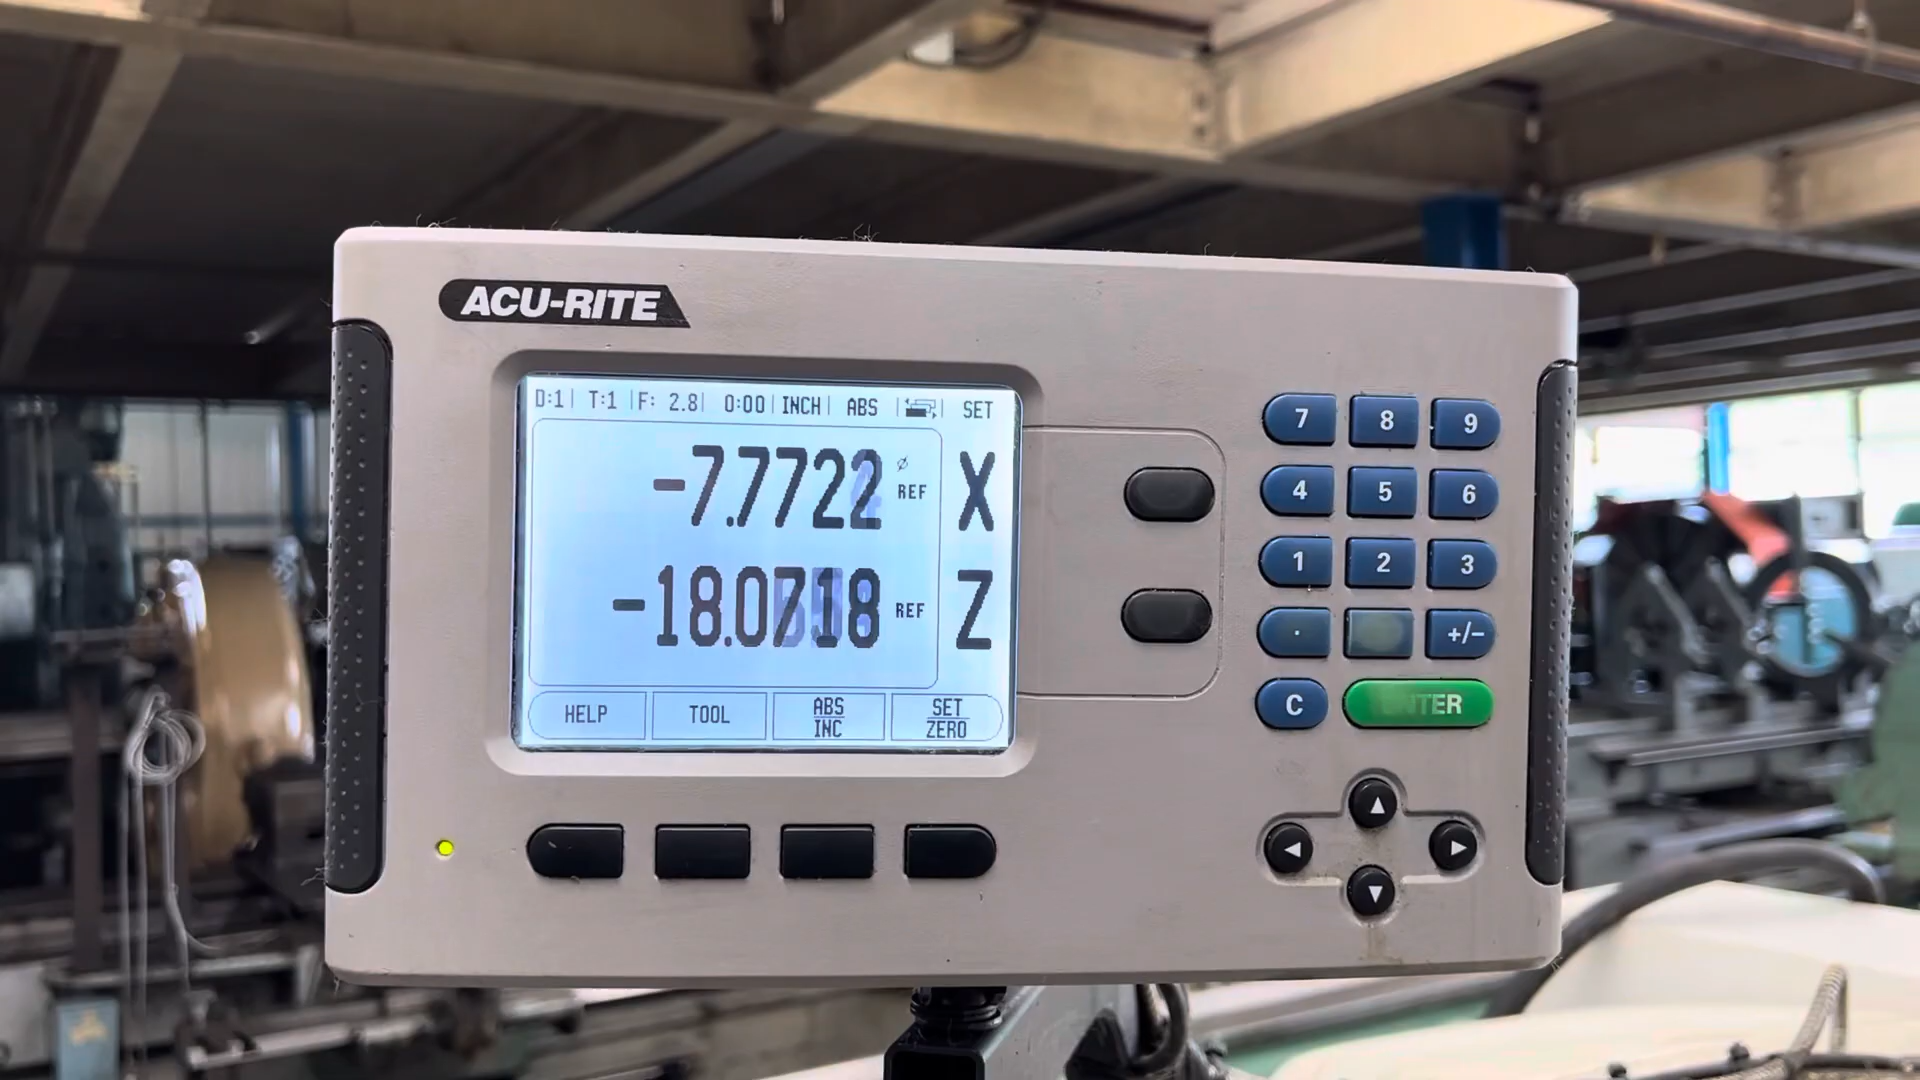 ACU-RITE
D:1 T:1 F: 2.8 0:00 INCH ABS SET
-7.7722 Ø REF X
-18.0718 REF Z
HELP TOOL ABS INC SET ZERO
7 8 9
4 5 6
1 2 3
. +/-
C